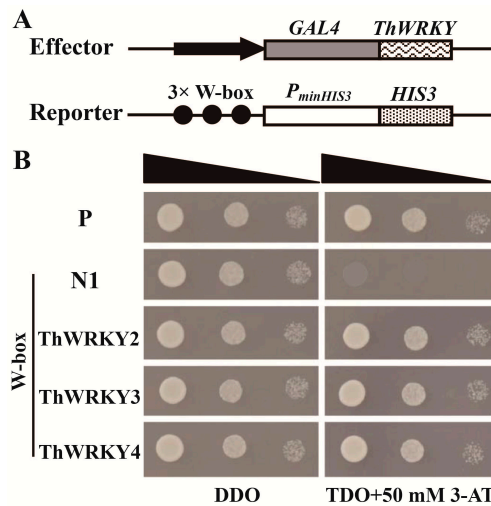 A
Effector
GAL4 ThWRKY
3× W-box PminHIS3 HIS3
Reporter
B
P
N1
ThWRKY2
ThWRKY3
ThWRKY4
W-box
DDO TDO+50 mM 3-AT